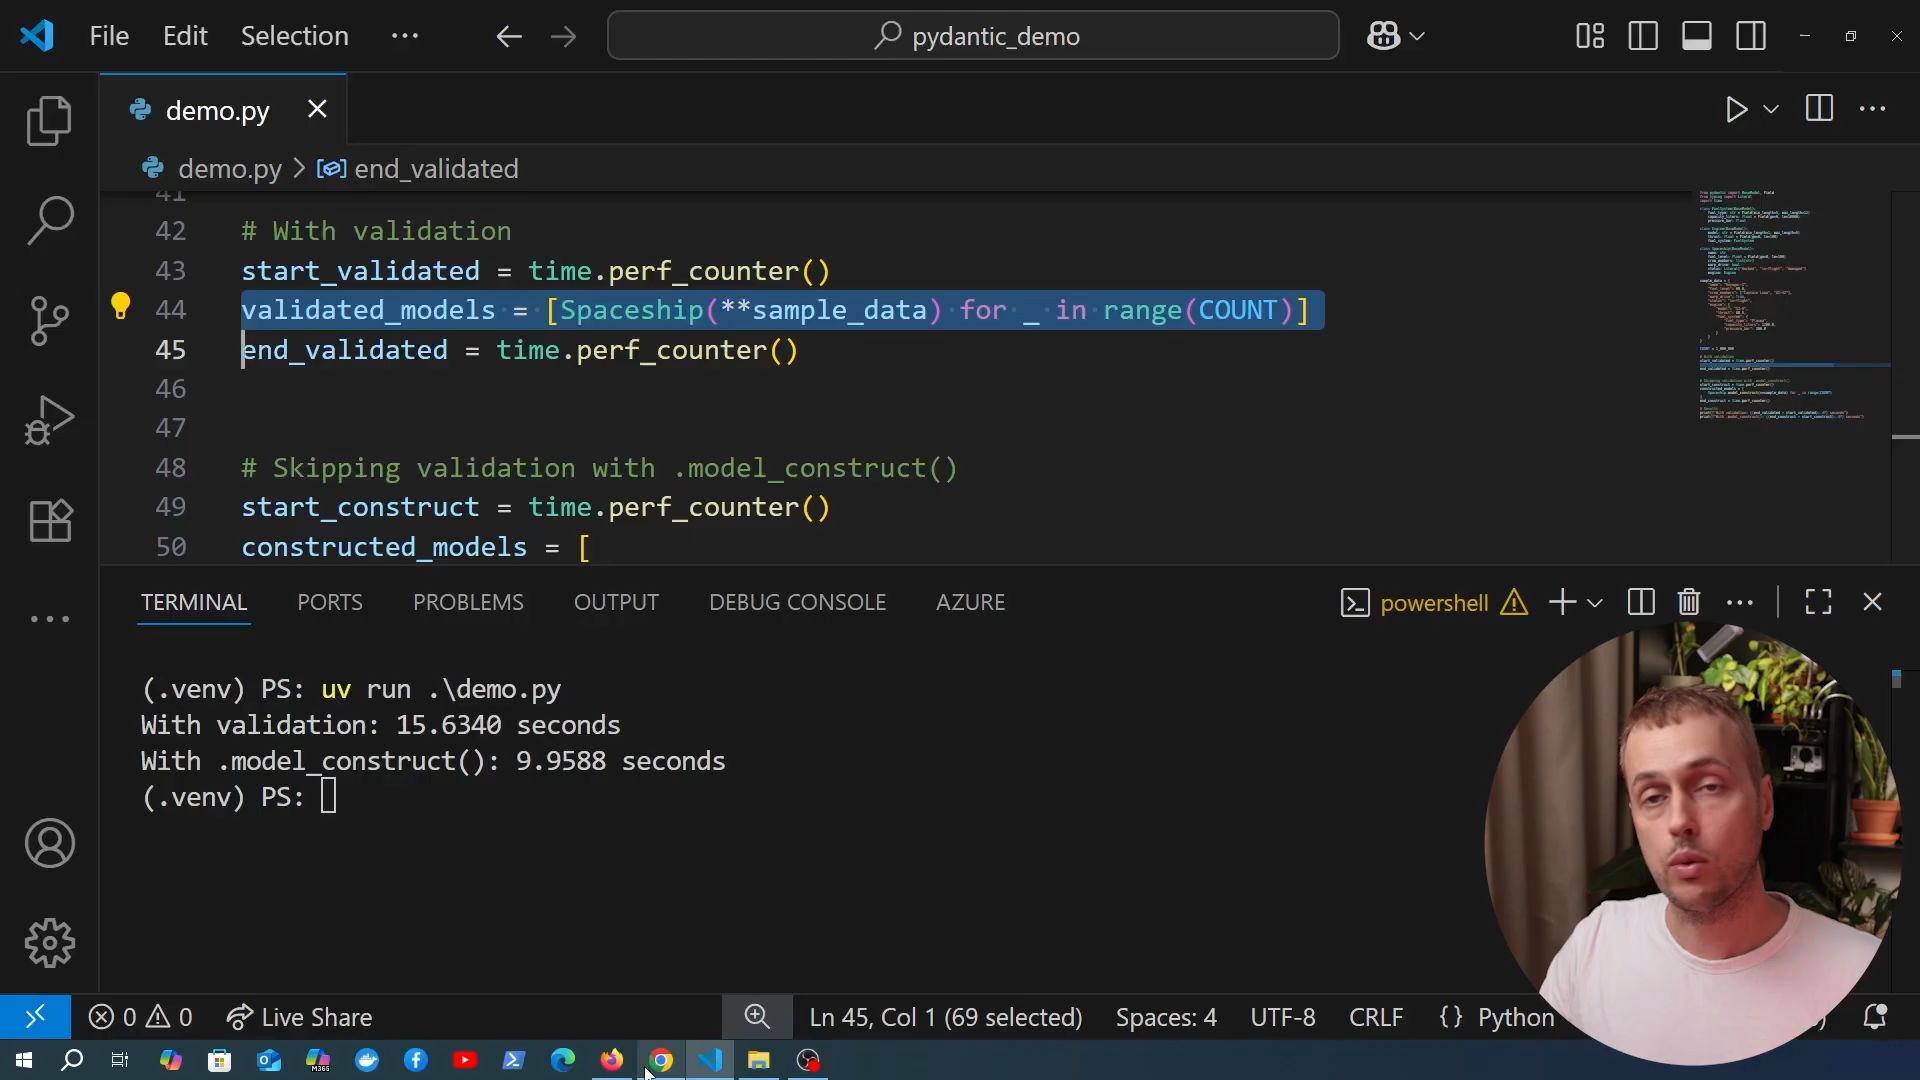 File Edit Selection ··· pydantic_demo
demo.py
demo.py > end_validated
41
42 # With validation
43 start_validated = time.perf_counter()
44 validated_models = [Spaceship(**sample_data) for _ in range(COUNT)]
45 end_validated = time.perf_counter()
46
47
48 # Skipping validation with .model_construct()
49 start_construct = time.perf_counter()
50 constructed_models = [
TERMINAL PORTS PROBLEMS OUTPUT DEBUG CONSOLE AZURE powershell
(.venv) PS: uv run .\demo.py
With validation: 15.6340 seconds
With .model_construct(): 9.9588 seconds
(.venv) PS:
0 0 Live Share Ln 45, Col 1 (69 selected) Spaces: 4 UTF-8 CRLF {} Python
M365